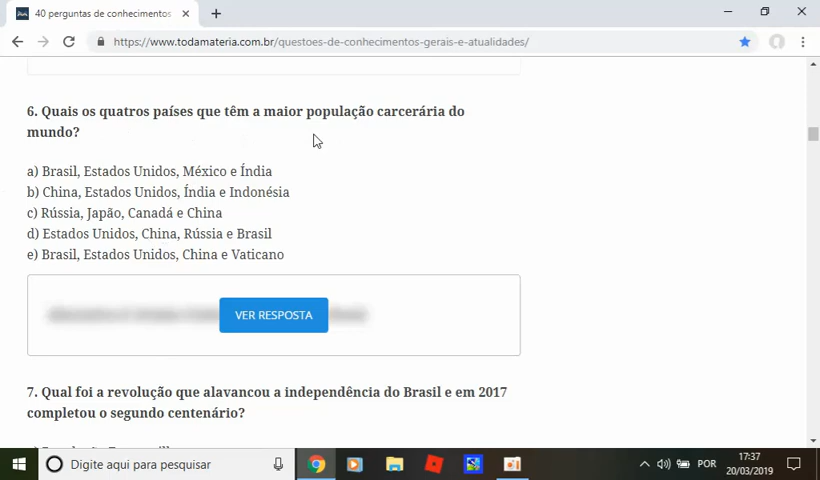 40 perguntas de conhecimentos
https://www.todamateria.com.br/questoes-de-conhecimentos-gerais-e-atualidades/
6. Quais os quatros países que têm a maior população carcerária do
mundo?
a) Brasil, Estados Unidos, México e Índia
b) China, Estados Unidos, Índia e Indonésia
c) Rússia, Japão, Canadá e China
d) Estados Unidos, China, Rússia e Brasil
e) Brasil, Estados Unidos, China e Vaticano
VER RESPOSTA
7. Qual foi a revolução que alavancou a independência do Brasil e em 2017
completou o segundo centenário?
Digite aqui para pesquisar
POR
17:37
20/03/2019